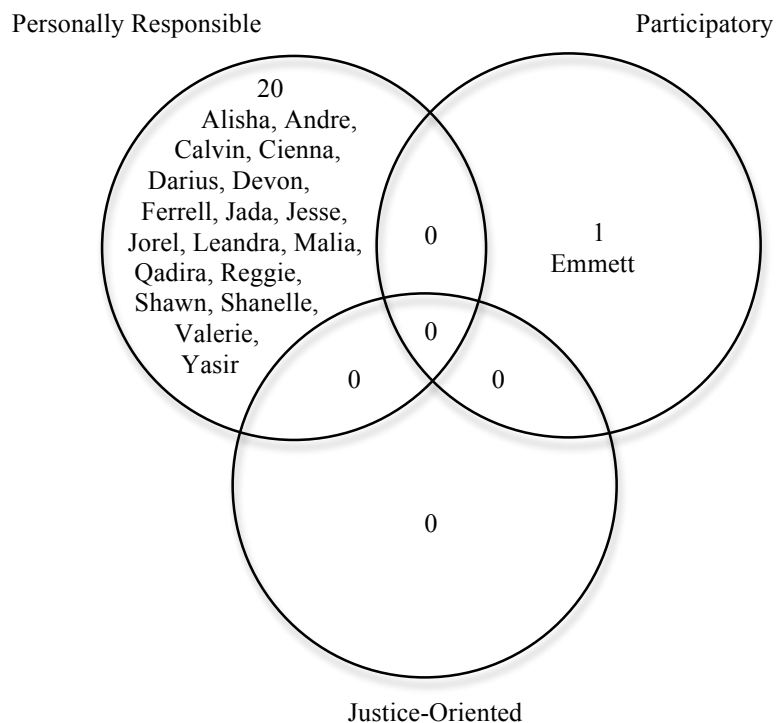 Personally Responsible
Participatory
20
Alisha, Andre,
Calvin, Cienna,
Darius, Devon,
Ferrell, Jada, Jesse,
Jorel, Leandra, Malia,
Qadira, Reggie,
Shawn, Shanelle,
Valerie,
Yasir
0
1
Emmett
0
0
0
0
Justice-Oriented